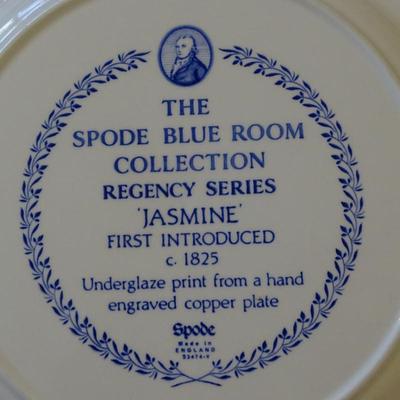 THE
SPODE BLUE ROOM
COLLECTION
REGENCY SERIES
'JASMINE'
FIRST INTRODUCED
c. 1825
Underglaze print from a hand
engraved copper plate
Spode
Made in
ENGLAND
S3474-V